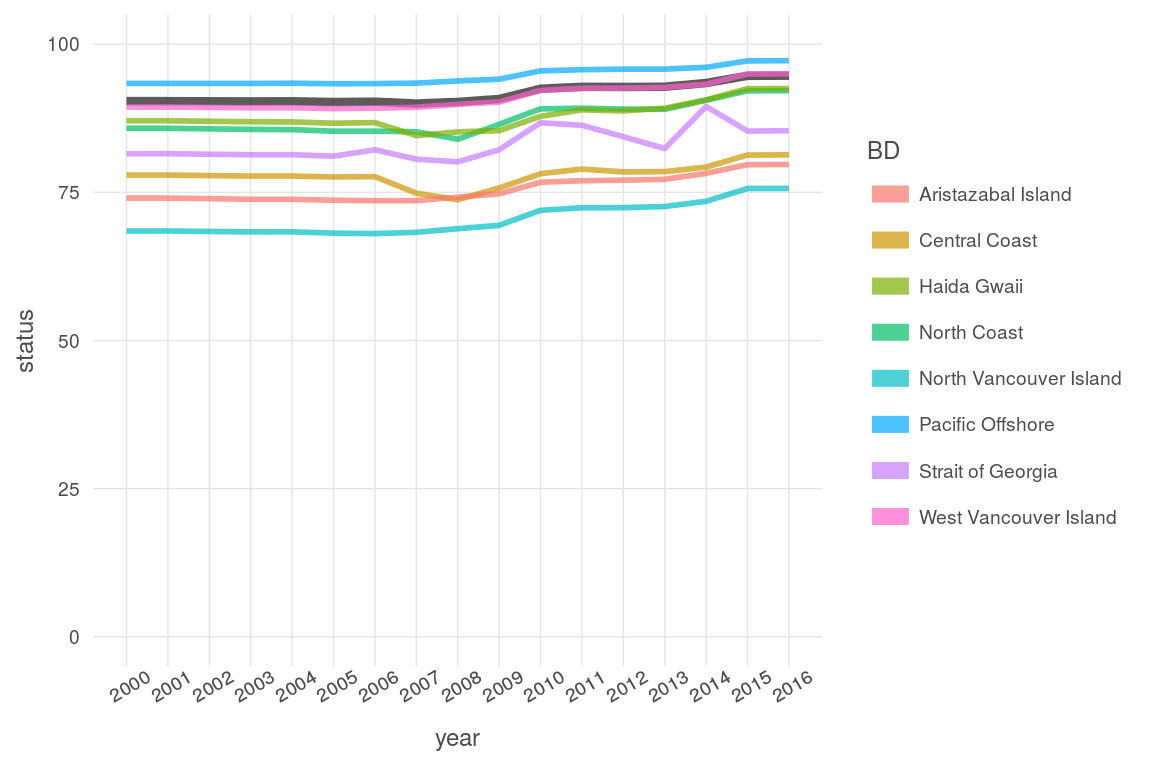 100
75
50
25
0
status
2000 2001 2002 2003 2004 2005 2006 2007 2008 2009 2010 2011 2012 2013 2014 2015 2016
year
BD
Aristazabal Island
Central Coast
Haida Gwaii
North Coast
North Vancouver Island
Pacific Offshore
Strait of Georgia
West Vancouver Island